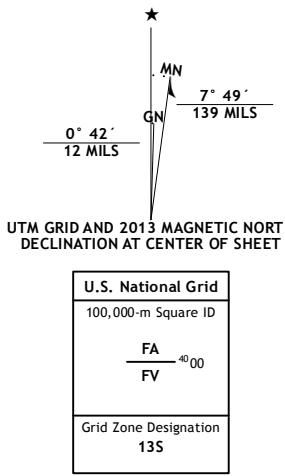 ★
MN
GN
7° 49´
139 MILS
0° 42´
12 MILS
UTM GRID AND 2013 MAGNETIC NORT
DECLINATION AT CENTER OF SHEET
U.S. National Grid
100,000-m Square ID
FA
4000
FV
Grid Zone Designation
13S